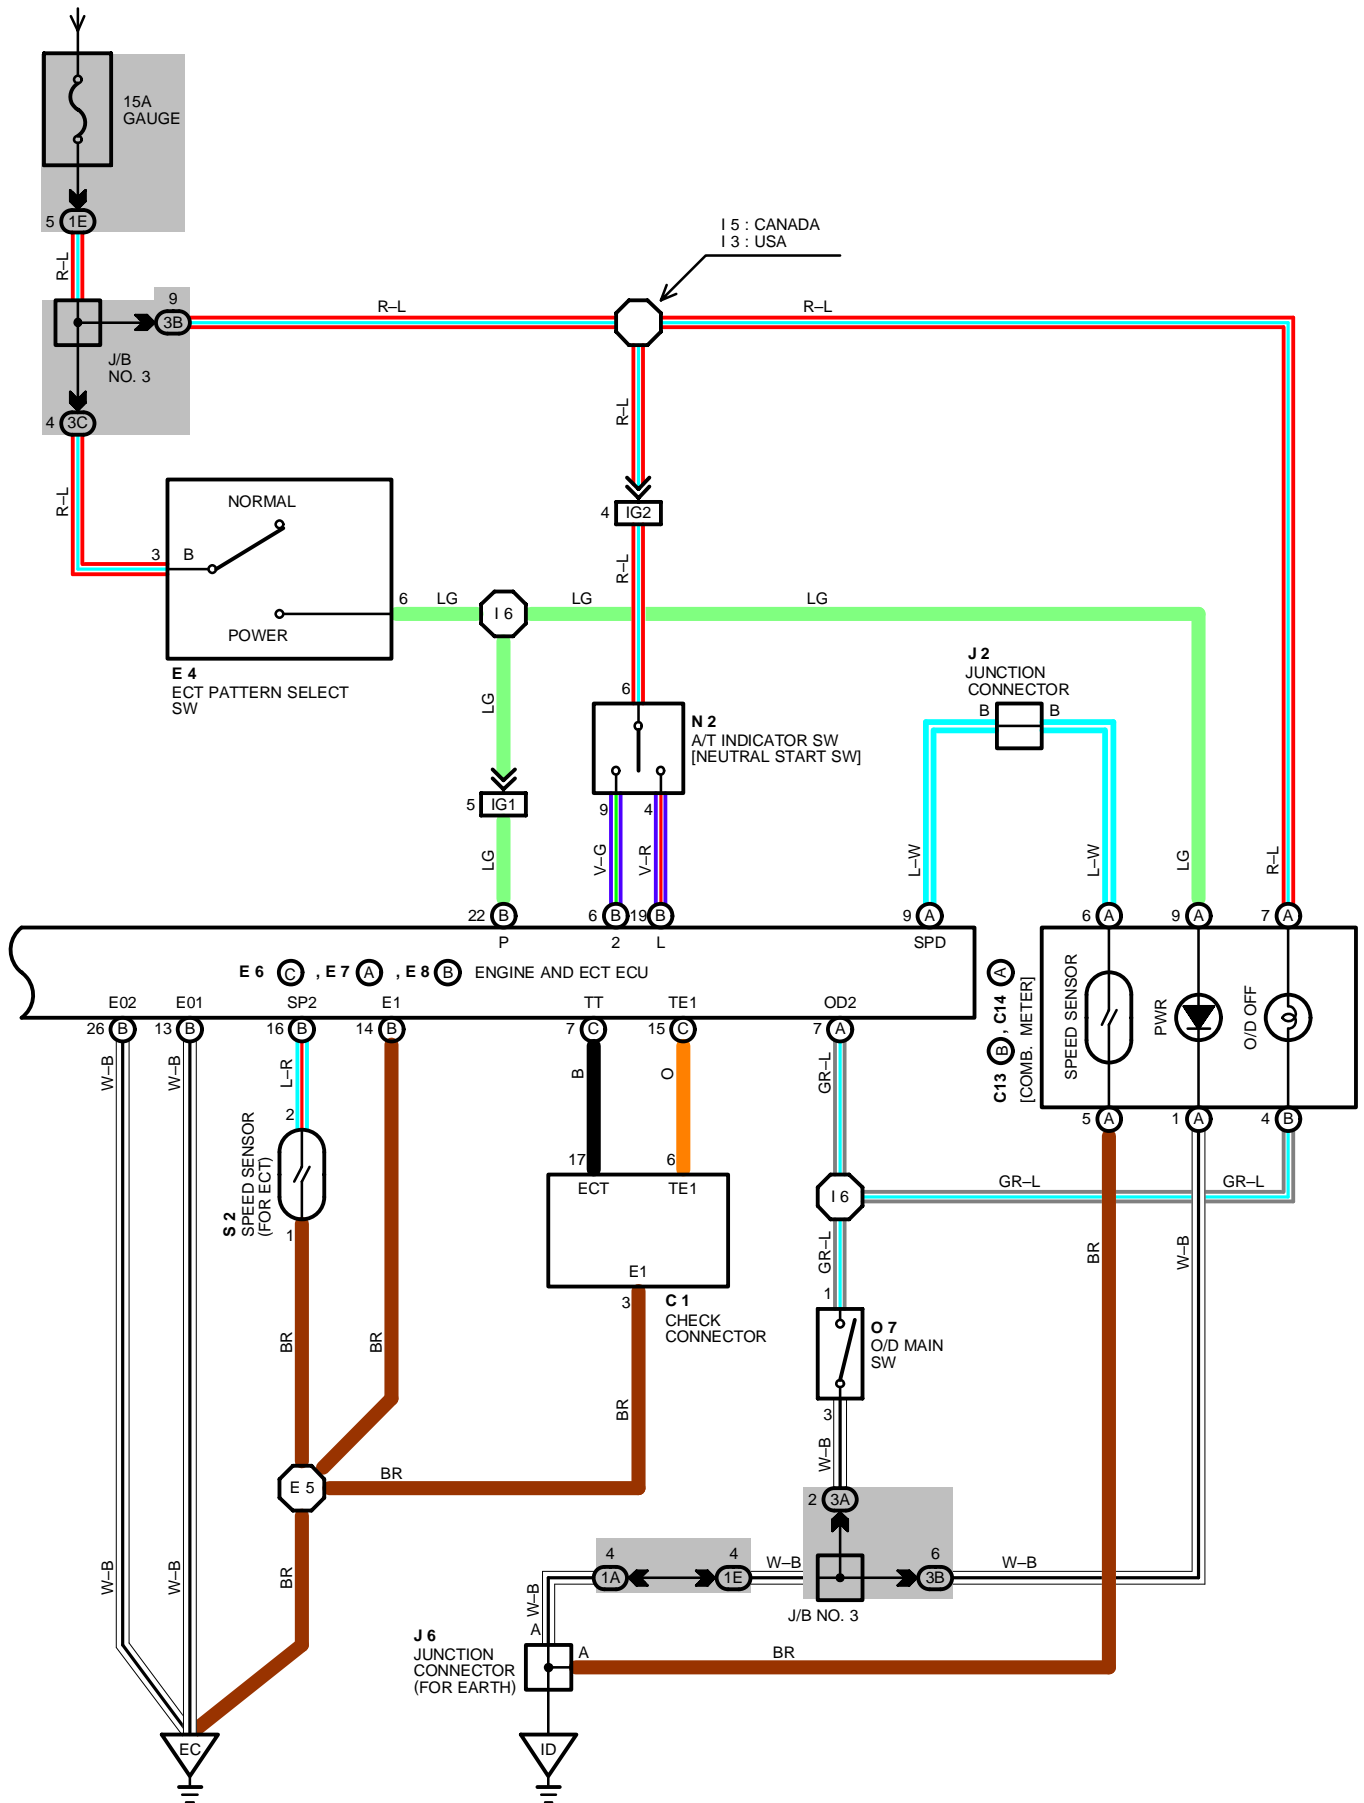 15A
GAUGE
5 1E
I 5 : CANADA
I 3 : USA
R–L
9
3B
R–L
R–L
J/B
NO. 3
4 3C
R–L
R–L
4 IG2
R–L
NORMAL
3 B
6 LG
I 6
LG
LG
POWER
E 4
ECT PATTERN SELECT
SW
LG
5 IG1
LG
6
N 2
A/T INDICATOR SW
[NEUTRAL START SW]
9
4
V–G
V–R
J 2
JUNCTION
CONNECTOR
B
B
L–W
L–W
LG
R–L
22 B
6 B
19 B
9 A
6 A
9 A
7 A
P
2
L
SPD
E 6 C , E 7 A , E 8 B ENGINE AND ECT ECU
E02
E01
SP2
E1
TT
TE1
OD2
C13 B , C14 A
[COMB. METER]
SPEED SENSOR
PWR
O/D OFF
26 B
13 B
16 B
14 B
7 C
15 C
7 A
5 A
1 A
4 B
W–B
W–B
L–R
B
O
GR–L
2
S 2
SPEED SENSOR
(FOR ECT)
1
17
6
ECT
TE1
E1
3
C 1
CHECK
CONNECTOR
I 6
GR–L
GR–L
GR–L
BR
W–B
1
O 7
O/D MAIN
SW
3
BR
BR
BR
W–B
E 5
BR
2 3A
W–B
W–B
BR
4
1A
4
1E
W–B
6
3B
W–B
J/B NO. 3
W–B
A
J 6
JUNCTION
CONNECTOR
(FOR EARTH)
A
BR
EC
ID